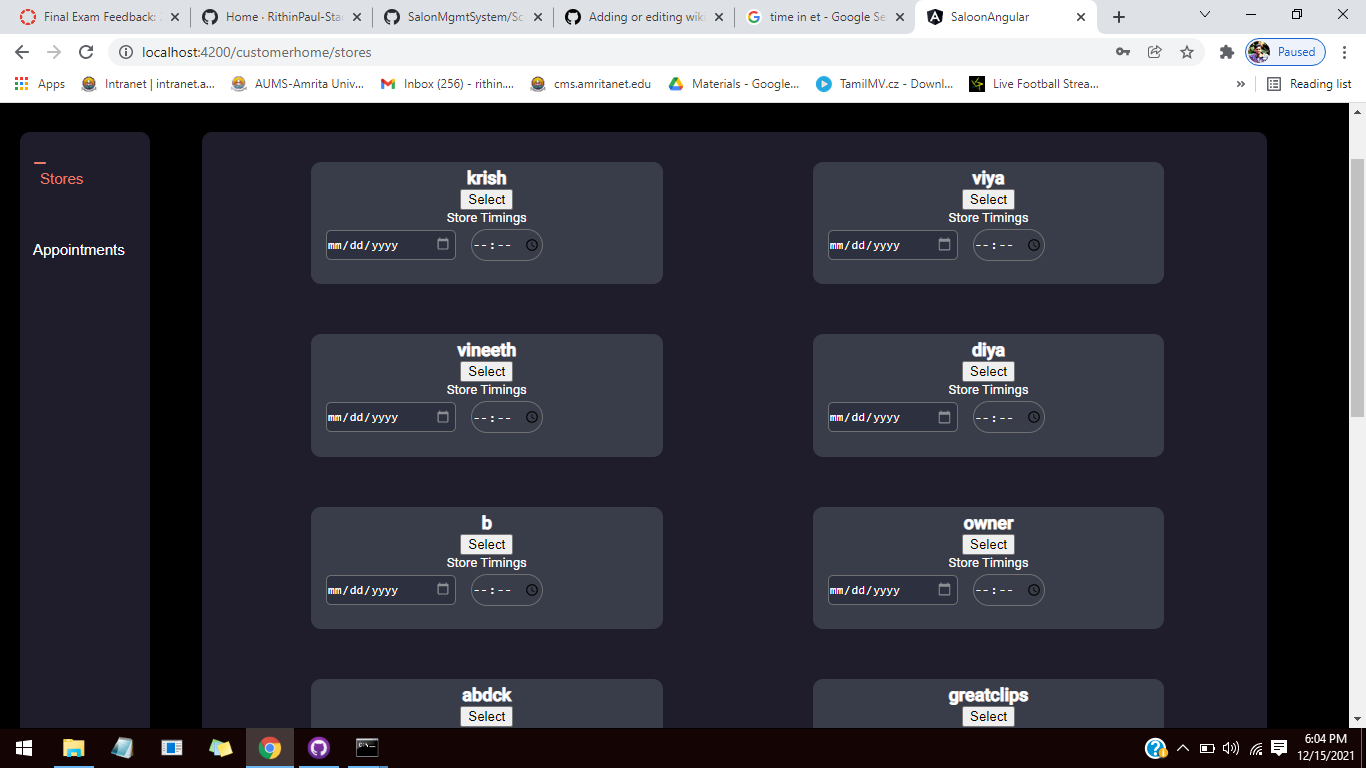 Final Exam Feedback:
Home · RithinPaul-Sta
SalonMgmtSystem/Sc
Adding or editing wik
time in et - Google Se
SaloonAngular
localhost:4200/customerhome/stores
Paused
Apps
Intranet | intranet.a...
AUMS-Amrita Univ...
Inbox (256) - rithin....
cms.amritanet.edu
Materials - Google...
TamilMV.cz - Downl...
Live Football Strea...
»
Reading list
Stores
Appointments
krish
Select
Store Timings
mm/dd/yyyy --:--
viya
Select
Store Timings
mm/dd/yyyy --:--
vineeth
Select
Store Timings
mm/dd/yyyy --:--
diya
Select
Store Timings
mm/dd/yyyy --:--
b
Select
Store Timings
mm/dd/yyyy --:--
owner
Select
Store Timings
mm/dd/yyyy --:--
abdck
Select
greatclips
Select
6:04 PM
12/15/2021